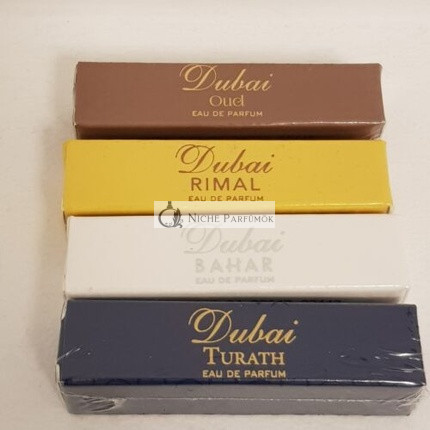 Dubai
Oud
EAU DE PARFUM
Dubai
RIMAL
EAU DE PARFUM
NICHE PARFÜMÖK
Dubai
BAHAR
EAU DE PARFUM
Dubai
TURATH
EAU DE PARFUM